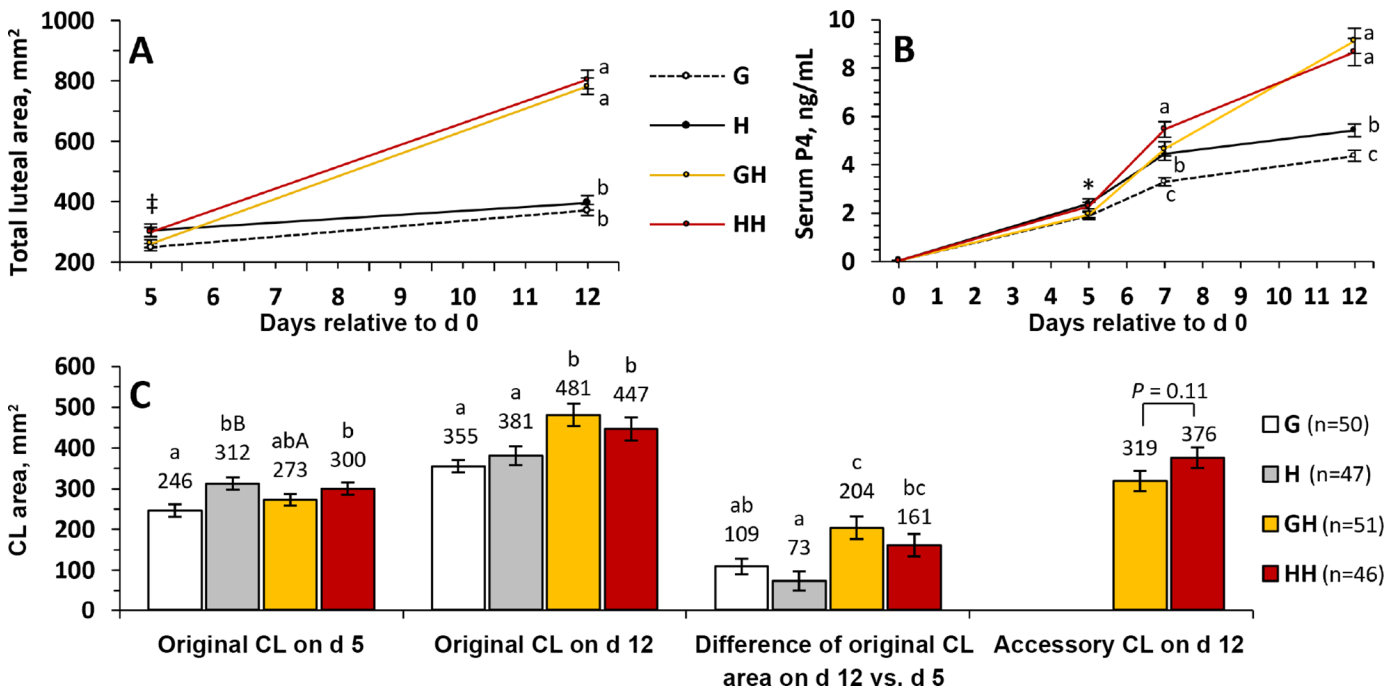 A
Total luteal area, mm²
1000
800
600
400
200
‡
a
a
b
b
5 6 7 8 9 10 11 12
Days relative to d 0
G
H
GH
HH
B
Serum P4, ng/mL
10
8
6
4
2
0
*
a
b
c
a
a
b
c
0 1 2 3 4 5 6 7 8 9 10 11 12
Days relative to d 0
C
CL area, mm²
600
500
400
300
200
100
0
a
246
bB
312
abA
273
b
300
a
355
a
381
b
481
b
447
ab
109
a
73
c
204
bc
161
P = 0.11
319
376
Original CL on d 5
Original CL on d 12
Difference of original CL
area on d 12 vs. d 5
Accessory CL on d 12
G (n=50)
H (n=47)
GH (n=51)
HH (n=46)